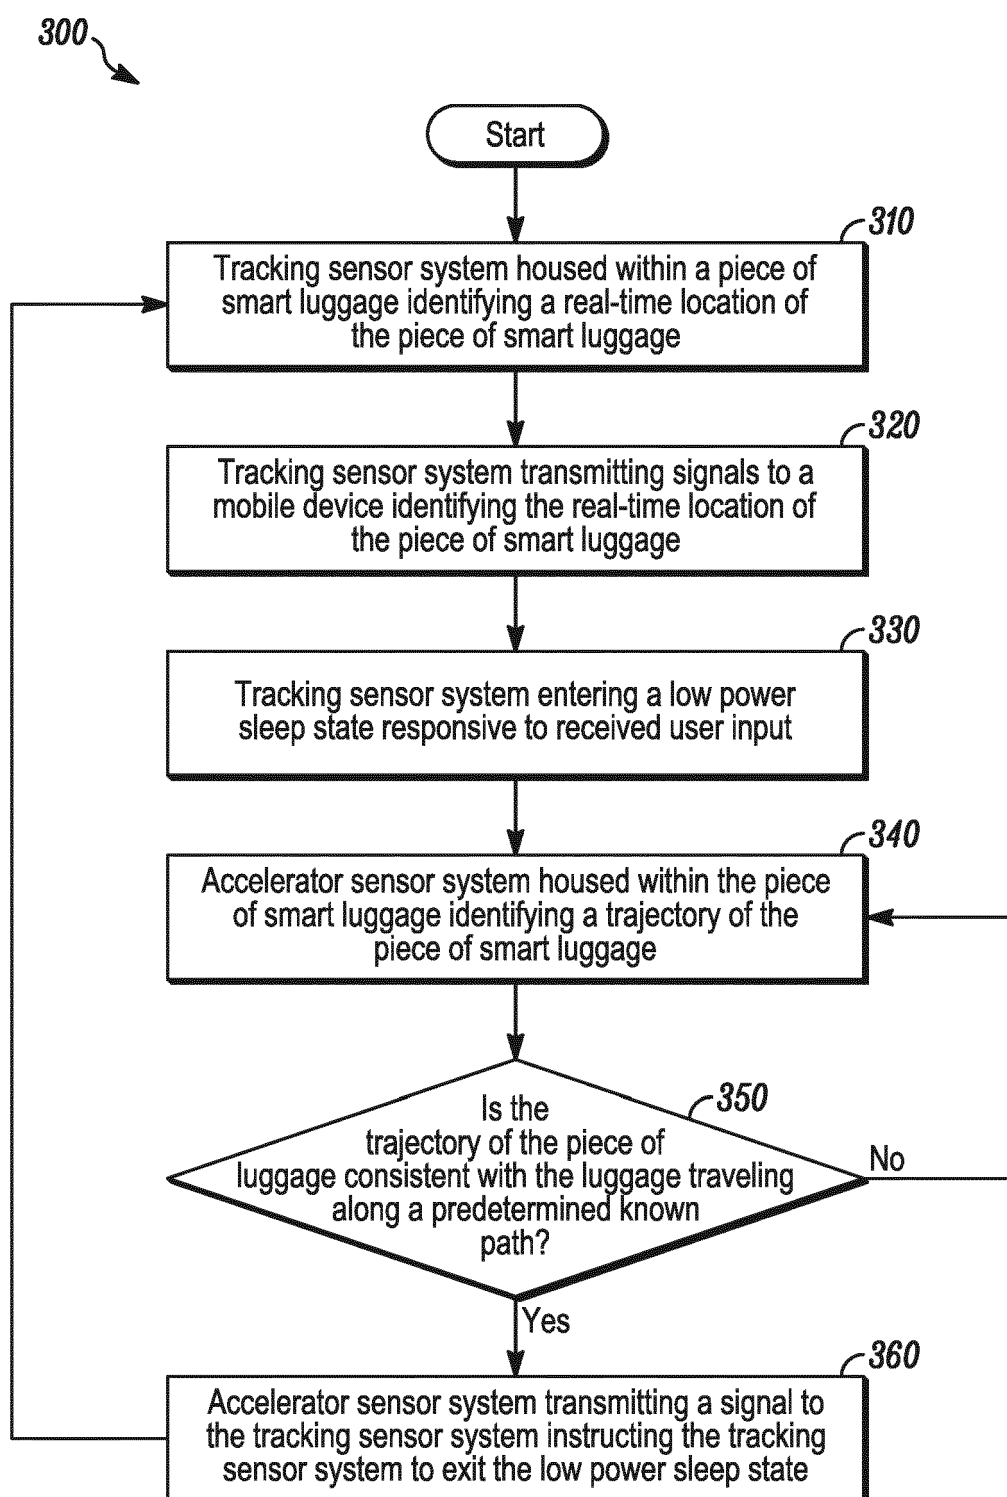 300
Start
310
Tracking sensor system housed within a piece of
smart luggage identifying a real-time location of
the piece of smart luggage
320
Tracking sensor system transmitting signals to a
mobile device identifying the real-time location of
the piece of smart luggage
330
Tracking sensor system entering a low power
sleep state responsive to received user input
340
Accelerator sensor system housed within the piece
of smart luggage identifying a trajectory of the
piece of smart luggage
350
Is the
trajectory of the piece of
luggage consistent with the luggage traveling
along a predetermined known
path?
No
Yes
360
Accelerator sensor system transmitting a signal to
the tracking sensor system instructing the tracking
sensor system to exit the low power sleep state